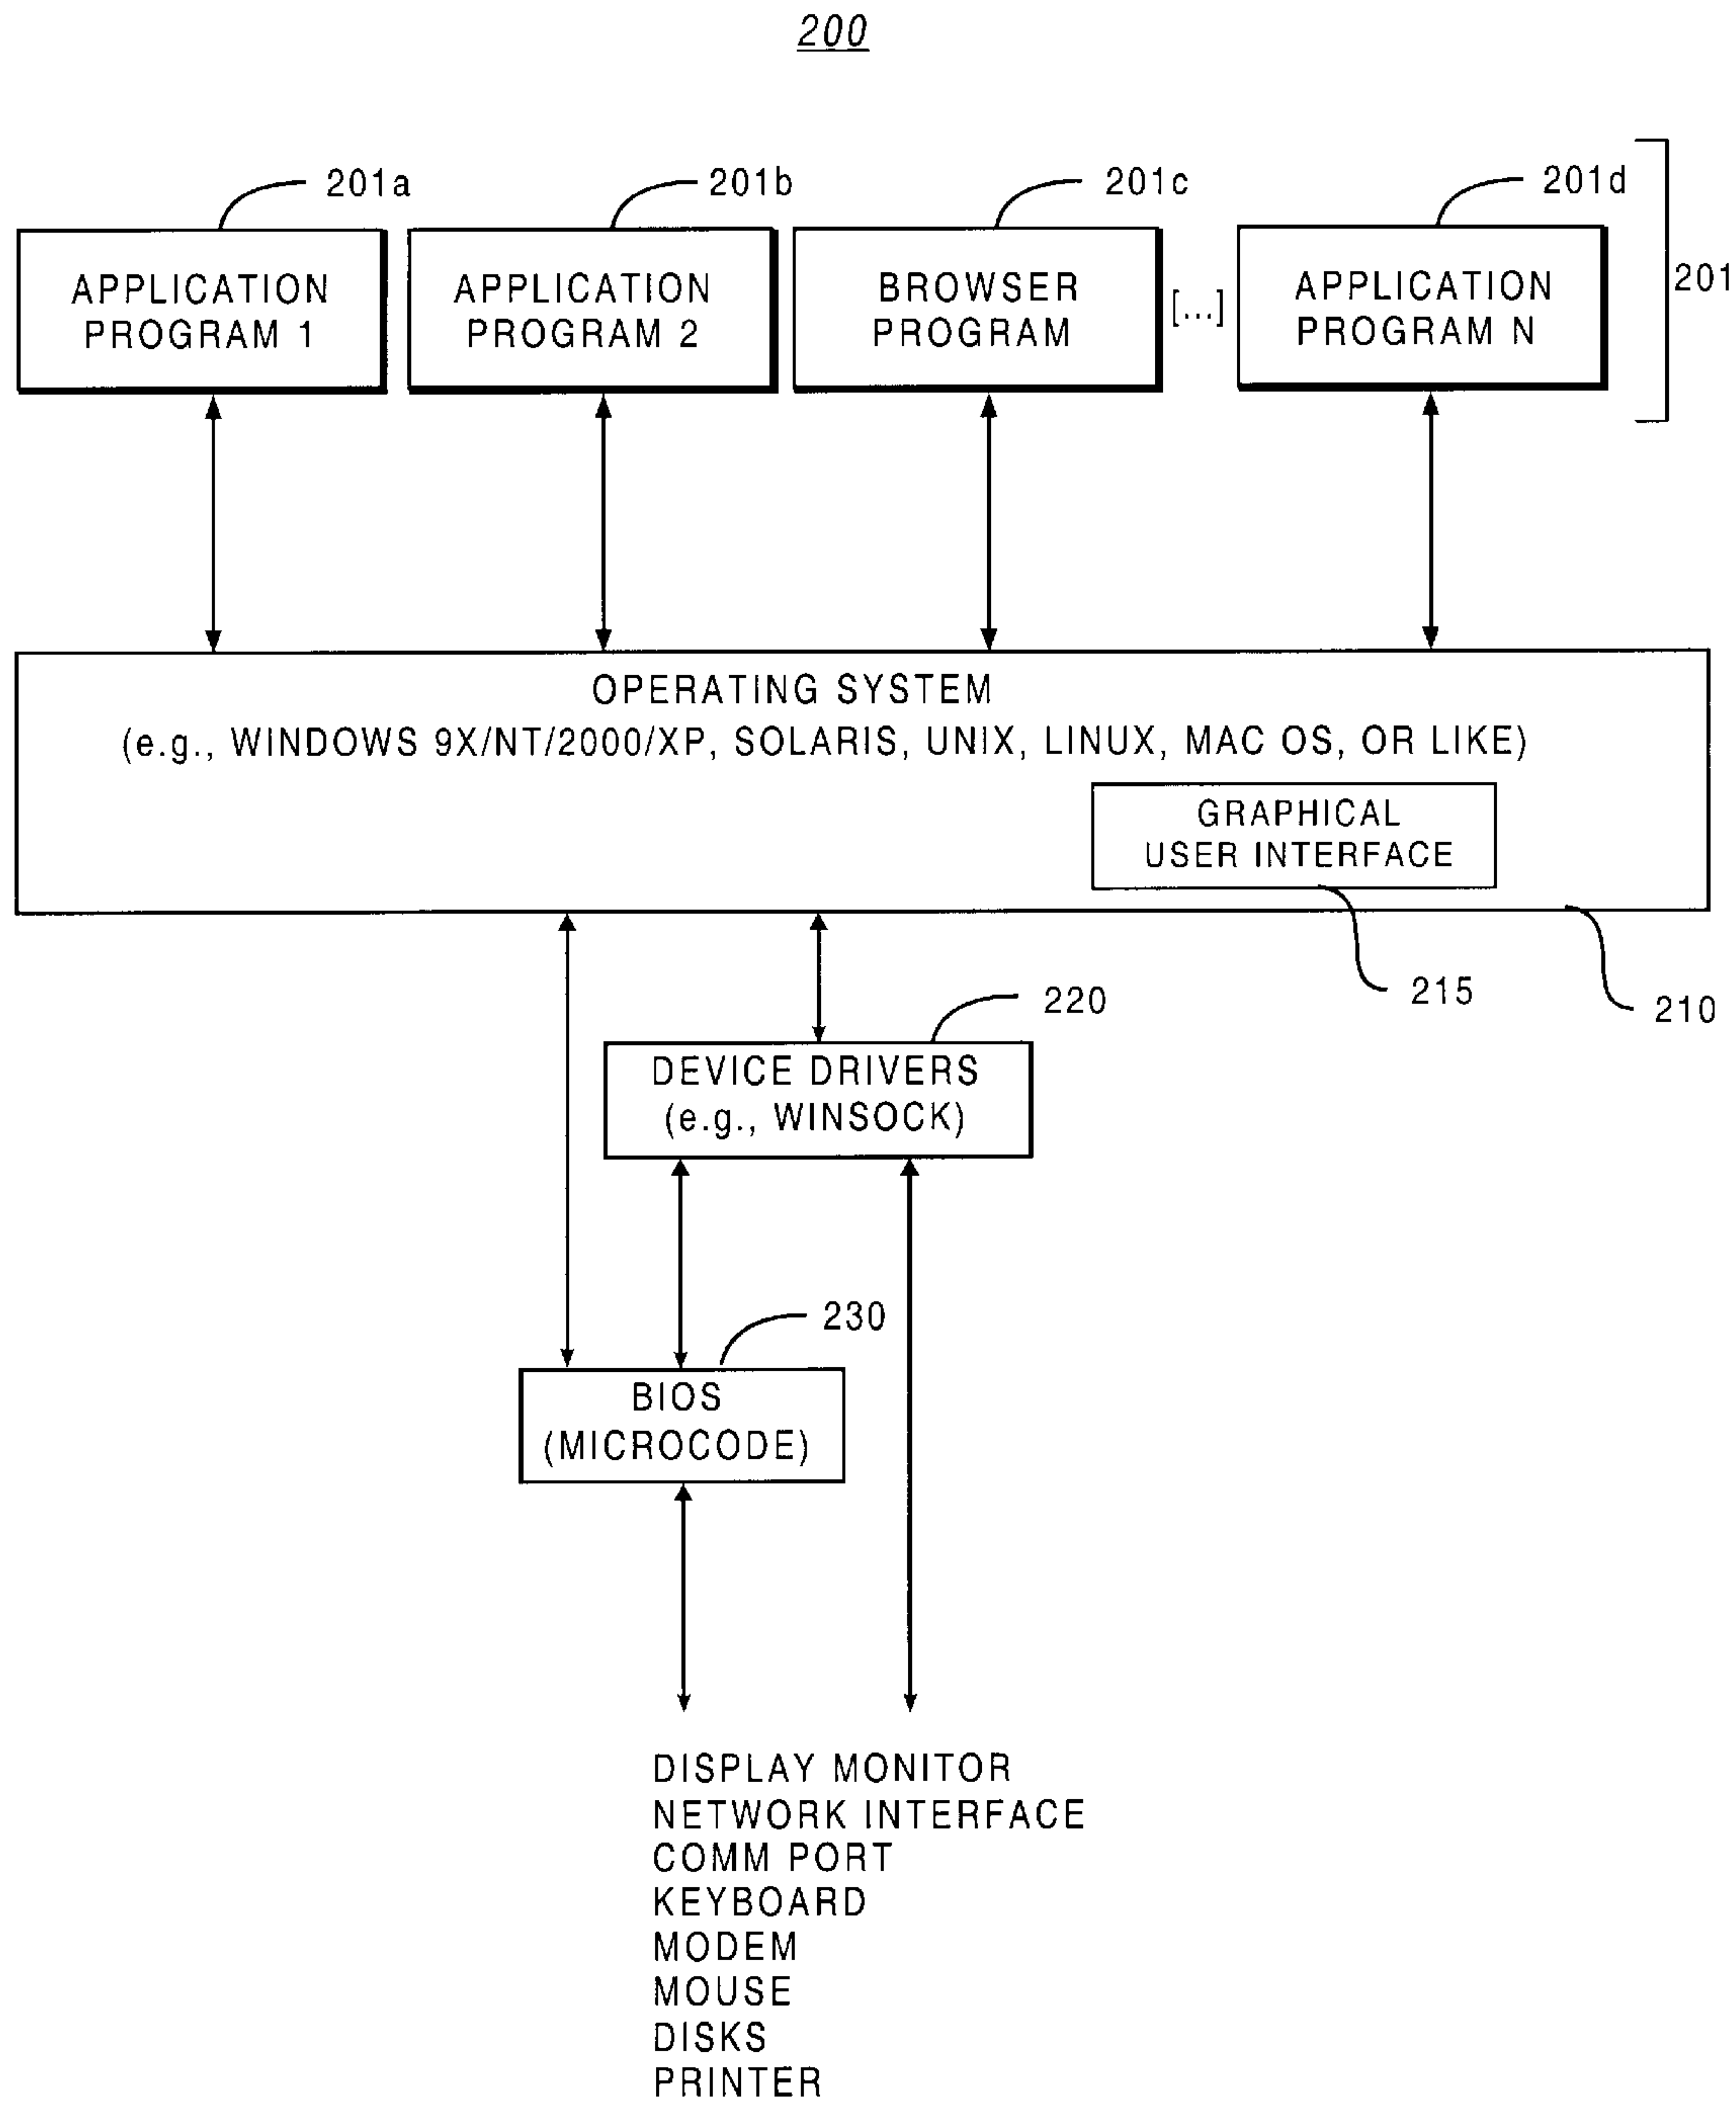 200
201a
201b
201c
201d
201
APPLICATION
PROGRAM 1
APPLICATION
PROGRAM 2
BROWSER
PROGRAM
[...]
APPLICATION
PROGRAM N
OPERATING SYSTEM
(e.g., WINDOWS 9X/NT/2000/XP, SOLARIS, UNIX, LINUX, MAC OS, OR LIKE)
GRAPHICAL
USER INTERFACE
215
210
220
DEVICE DRIVERS
(e.g., WINSOCK)
230
BIOS
(MICROCODE)
DISPLAY MONITOR
NETWORK INTERFACE
COMM PORT
KEYBOARD
MODEM
MOUSE
DISKS
PRINTER